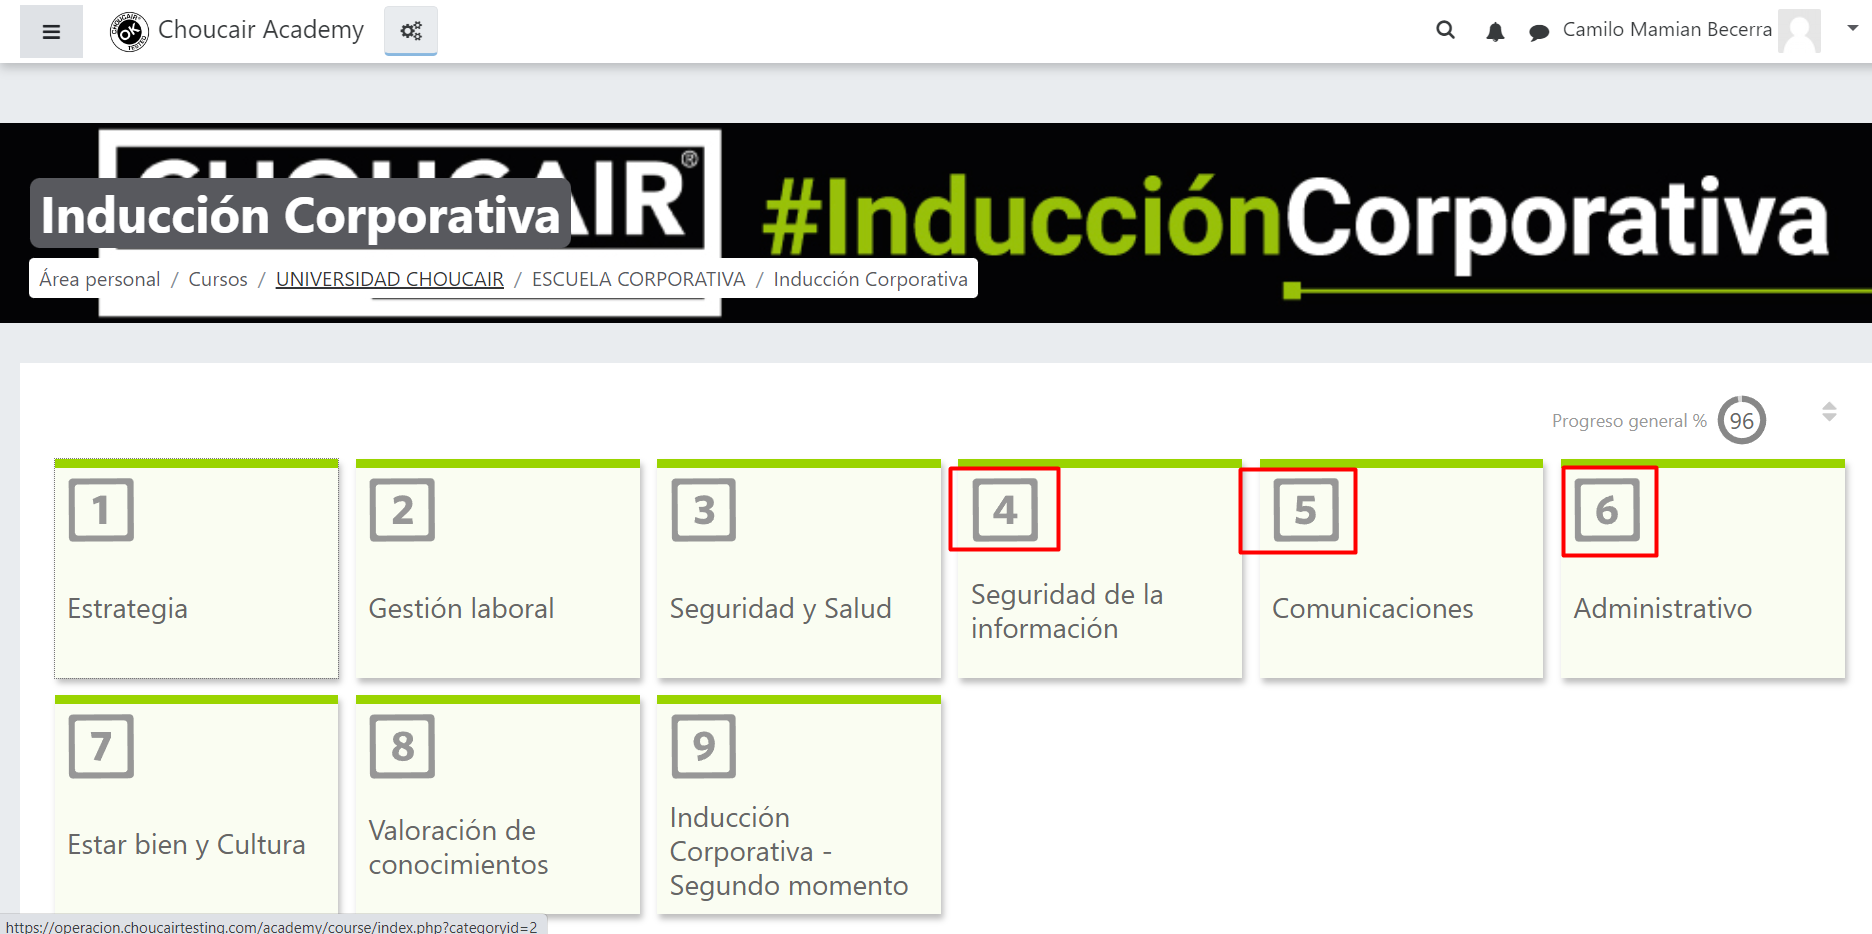 Choucair Academy
Camilo Mamian Becerra
#InducciónCorporativa
Inducción Corporativa
Área personal / Cursos / UNIVERSIDAD CHOUCAIR / ESCUELA CORPORATIVA / Inducción Corporativa
Progreso general % 96
1
Estrategia
2
Gestión laboral
3
Seguridad y Salud
4
Seguridad de la
información
5
Comunicaciones
6
Administrativo
7
Estar bien y Cultura
8
Valoración de
conocimientos
9
Inducción
Corporativa -
Segundo momento
https://operacion.choucairtesting.com/academy/course/index.php?categoryid=2